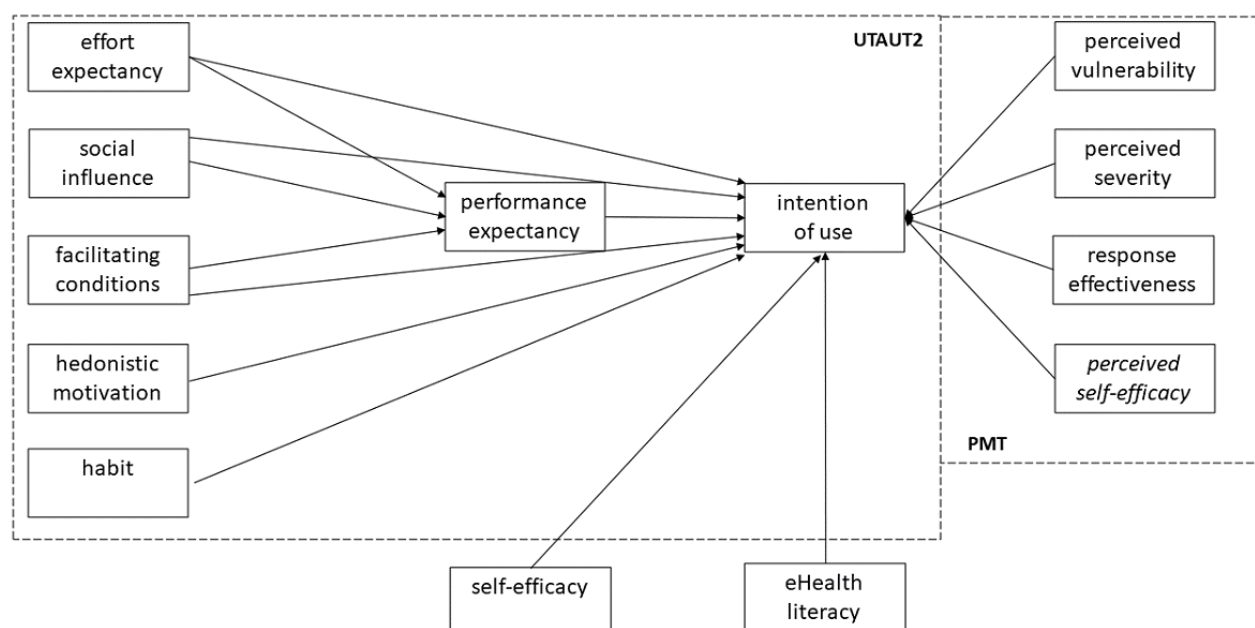 UTAUT2
effort
expectancy
social
influence
facilitating
conditions
hedonistic
motivation
habit
performance
expectancy
intention
of use
perceived
vulnerability
perceived
severity
response
effectiveness
perceived
self-efficacy
PMT
self-efficacy
eHealth
literacy